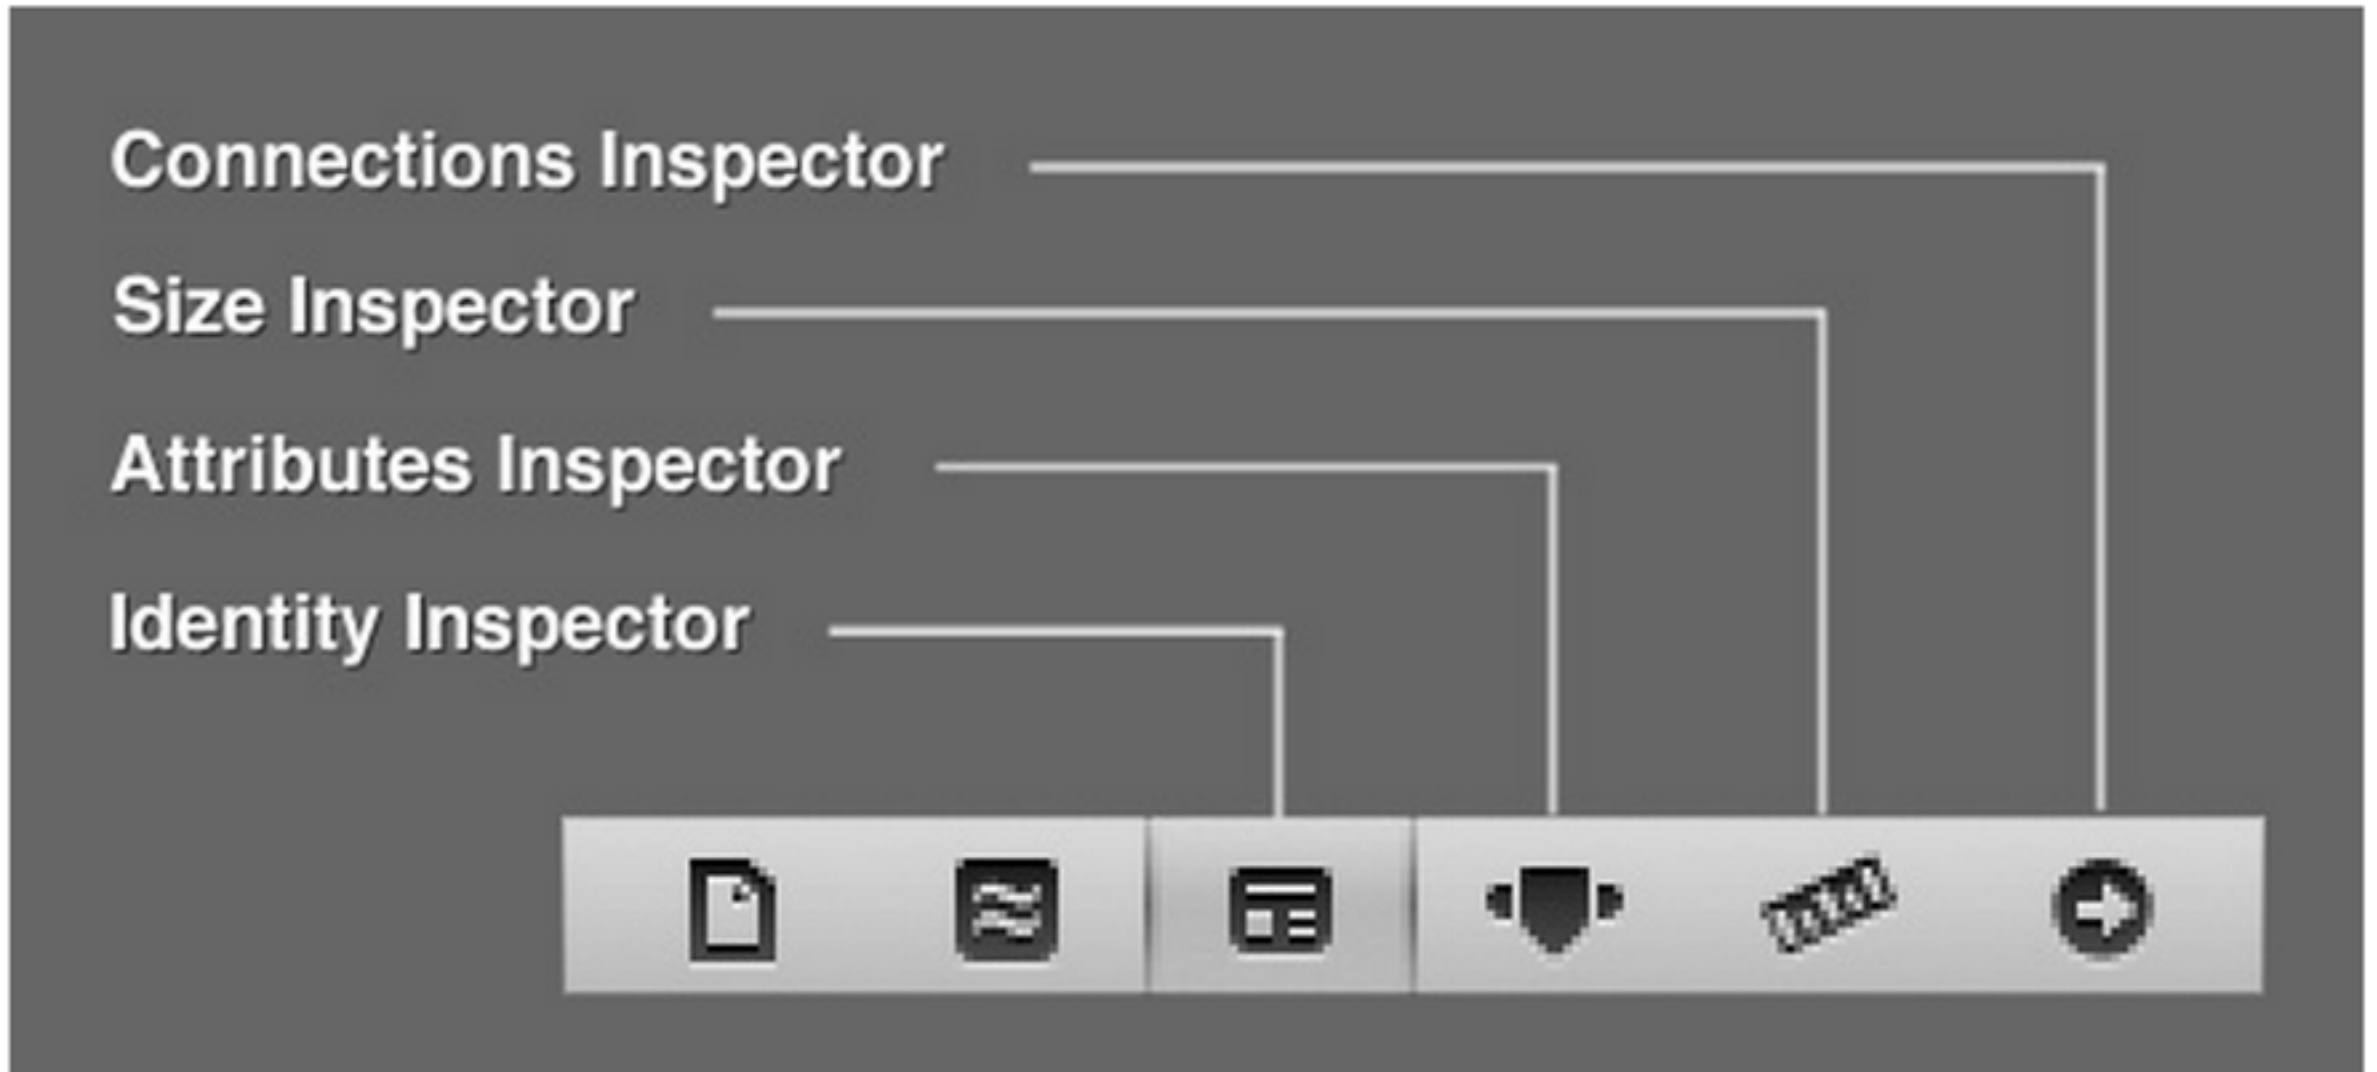 Connections Inspector
Size Inspector
Attributes Inspector
Identity Inspector